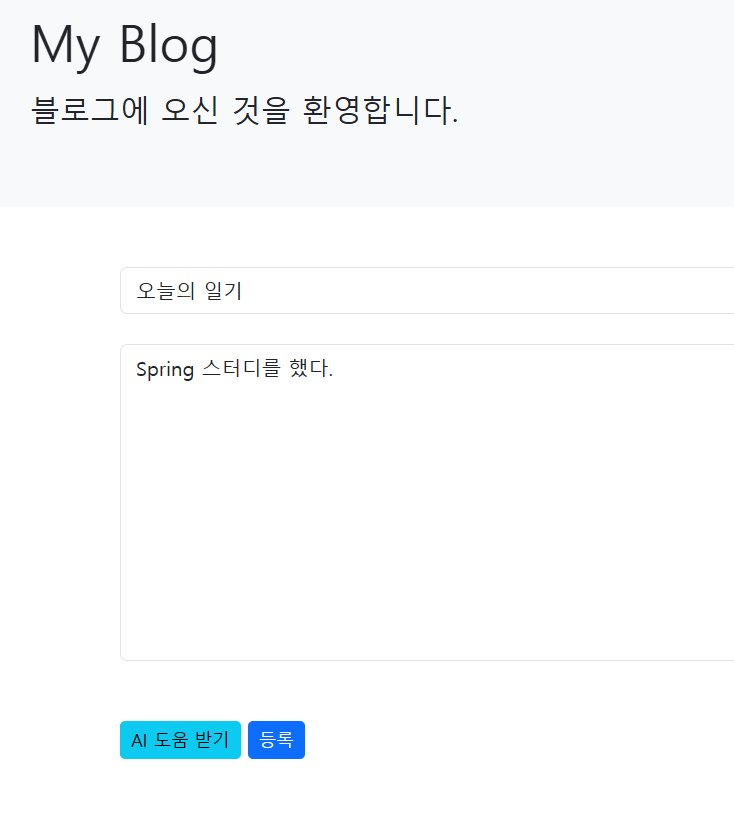 My Blog
블로그에 오신 것을 환영합니다.
오늘의 일기
Spring 스터디를 했다.
AI 도움 받기 등록